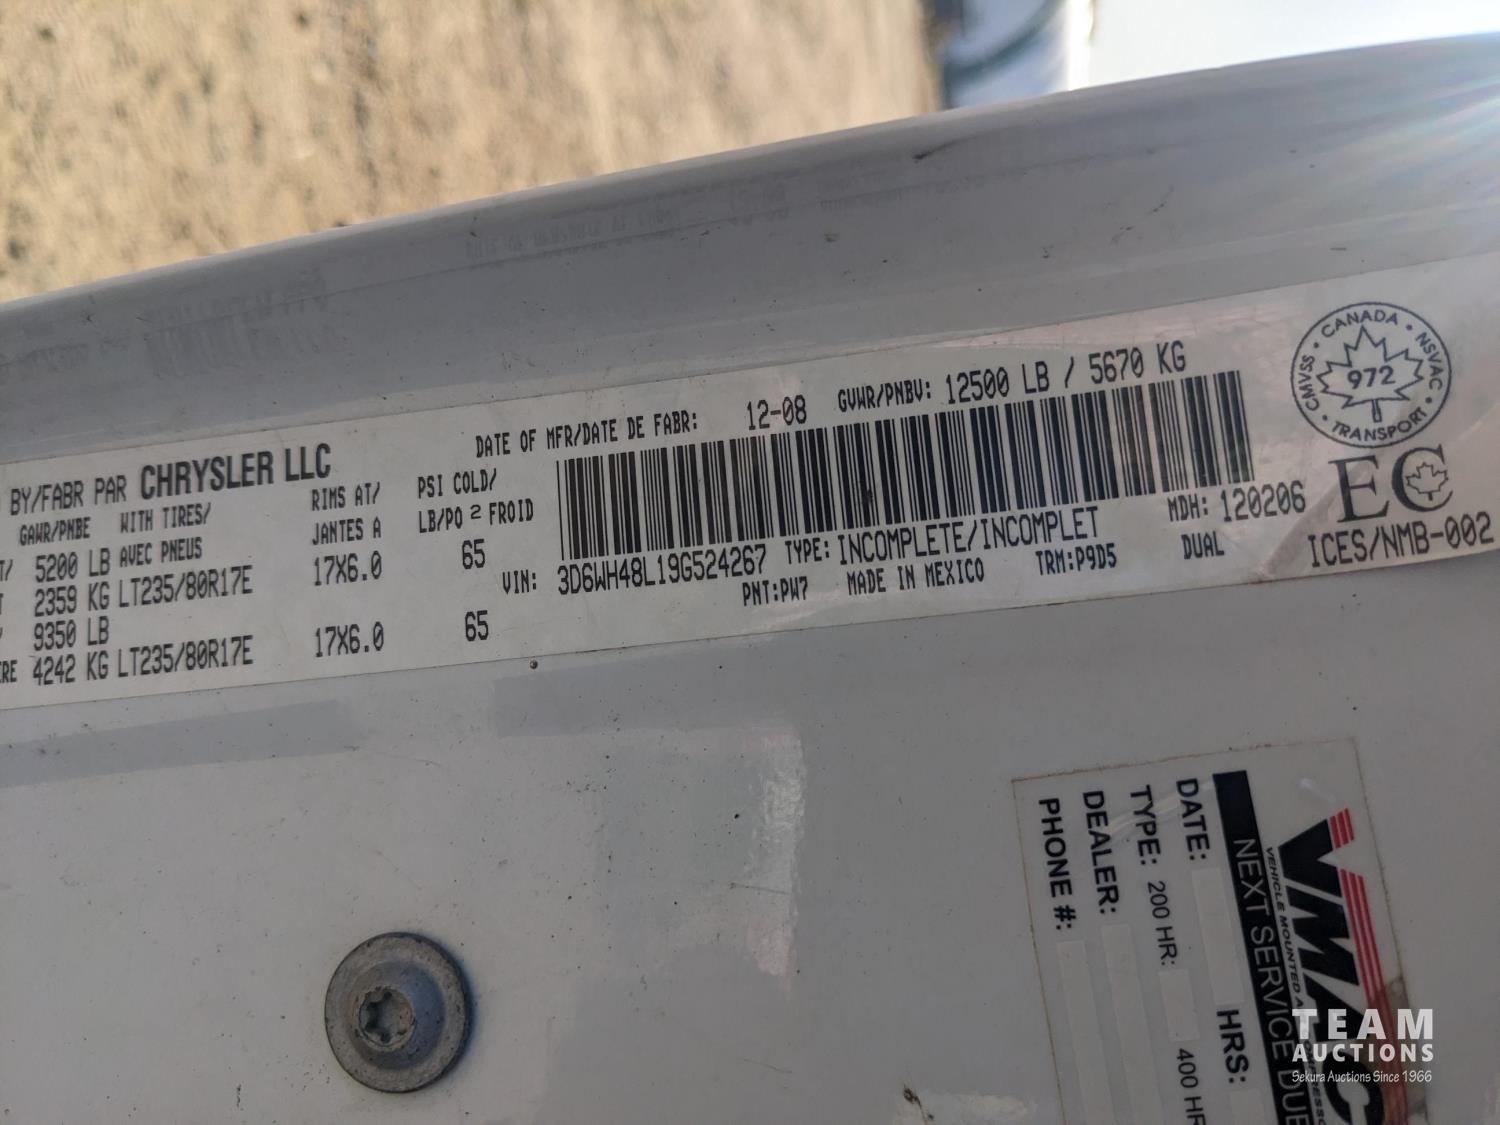 BY/FABR PAR CHRYSLER LLC
DATE OF MFR/DATE DE FABR: 12-08 GVWR/PNBV: 12500 LB / 5670 KG
GAWR/PNBE WITH TIRES/ RIMS AT/ PSI COLD/
AVEC PNEUS JANTES A LB/PO 2 FROID
5200 LB
2359 KG LT235/80R17E 17X6.0 65
9350 LB
4242 KG LT235/80R17E 17X6.0 65
VIN: 3D6WH48L19G524267 TYPE: INCOMPLETE/INCOMPLET MDH: 120206
PNT:PW7 MADE IN MEXICO TRM:P9D5 DUAL
CANADA • NSVAC • TRANSPORT • CMVSS •
972
EC
ICES/NMB-002
VMAC
VEHICLE MOUNTED
NEXT SERVICE DUE
DATE: HRS:
TYPE: 200 HR: 400 HR
DEALER:
PHONE #:
TEAM
AUCTIONS
Sekura Auctions Since 1966